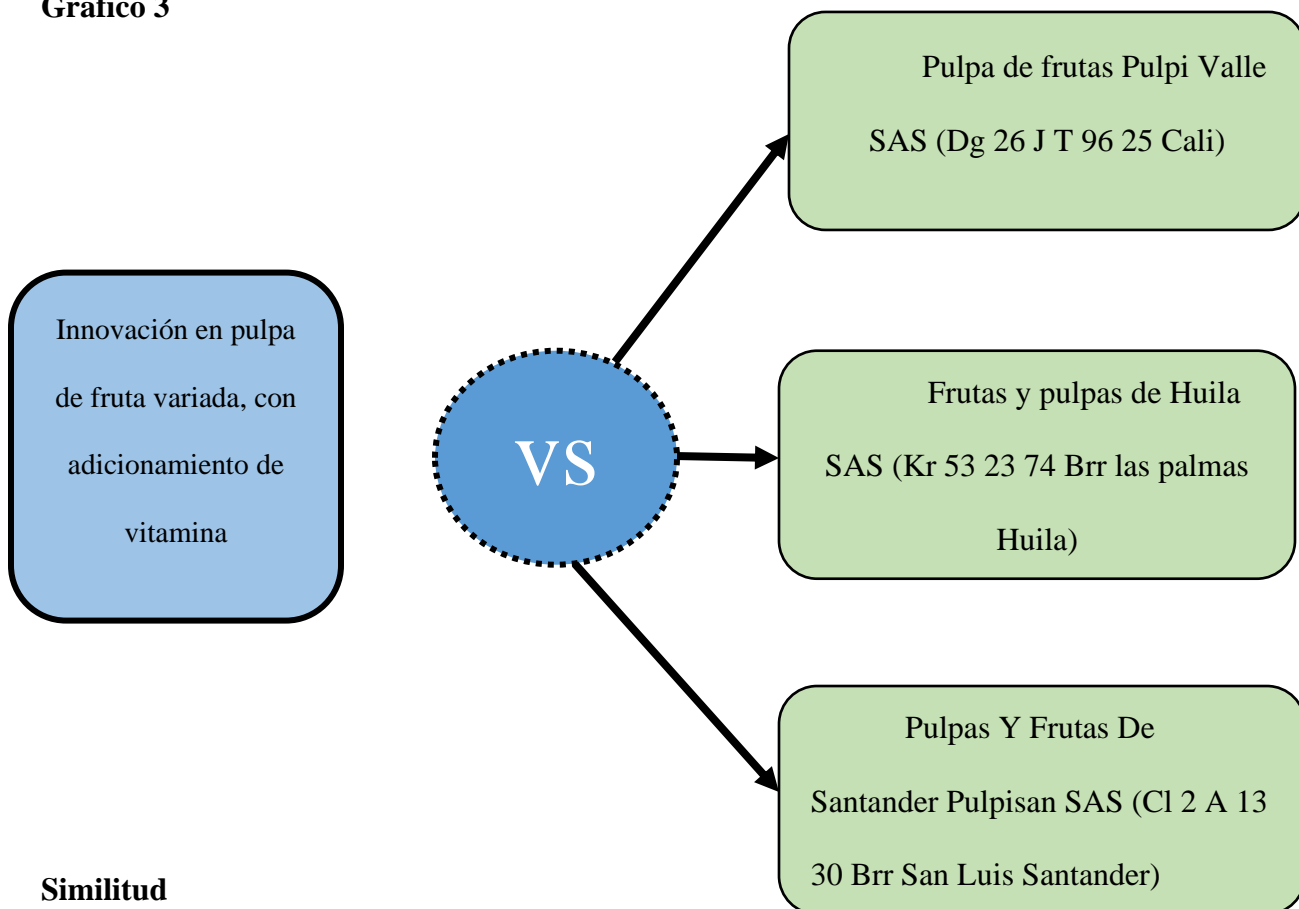 Gráfico 3
Pulpa de frutas Pulpi Valle
SAS (Dg 26 J T 96 25 Cali)
Innovación en pulpa
de fruta variada, con
adicionamiento de
vitamina
vs
Frutas y pulpas de Huila
SAS (Kr 53 23 74 Brr las palmas
Huila)
Pulpas Y Frutas De
Santander Pulpisan SAS (Cl 2 A 13
30 Brr San Luis Santander)
Similitud